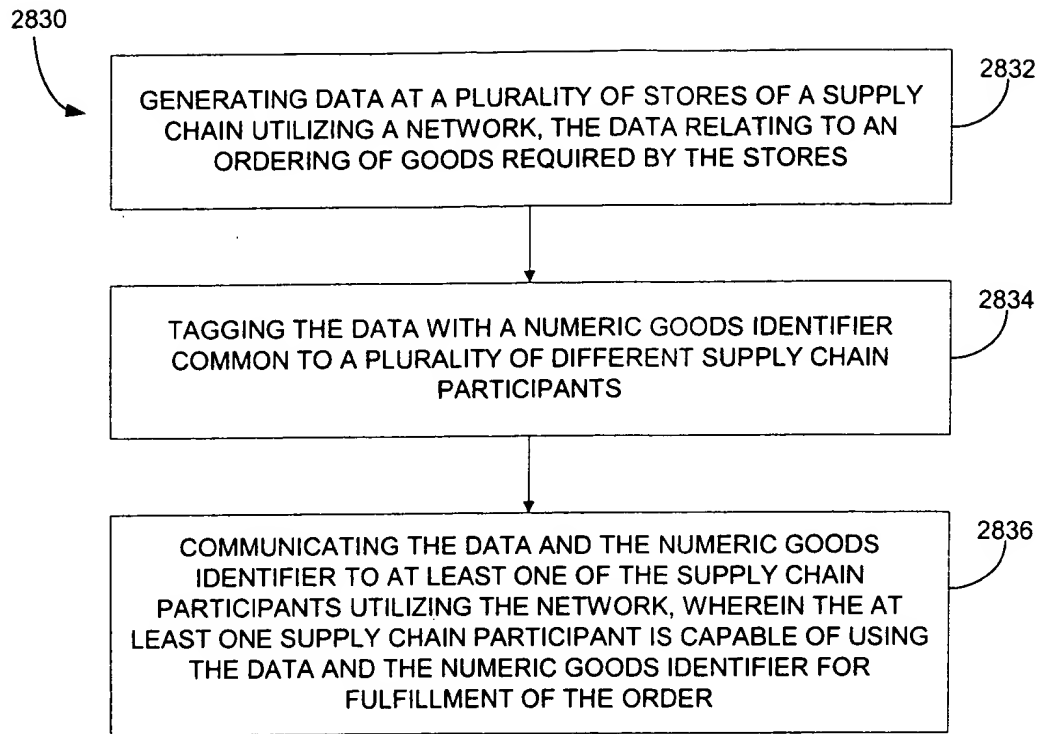 2830
2832
GENERATING DATA AT A PLURALITY OF STORES OF A SUPPLY
CHAIN UTILIZING A NETWORK, THE DATA RELATING TO AN
ORDERING OF GOODS REQUIRED BY THE STORES
2834
TAGGING THE DATA WITH A NUMERIC GOODS IDENTIFIER
COMMON TO A PLURALITY OF DIFFERENT SUPPLY CHAIN
PARTICIPANTS
2836
COMMUNICATING THE DATA AND THE NUMERIC GOODS
IDENTIFIER TO AT LEAST ONE OF THE SUPPLY CHAIN
PARTICIPANTS UTILIZING THE NETWORK, WHEREIN THE AT
LEAST ONE SUPPLY CHAIN PARTICIPANT IS CAPABLE OF USING
THE DATA AND THE NUMERIC GOODS IDENTIFIER FOR
FULFILLMENT OF THE ORDER